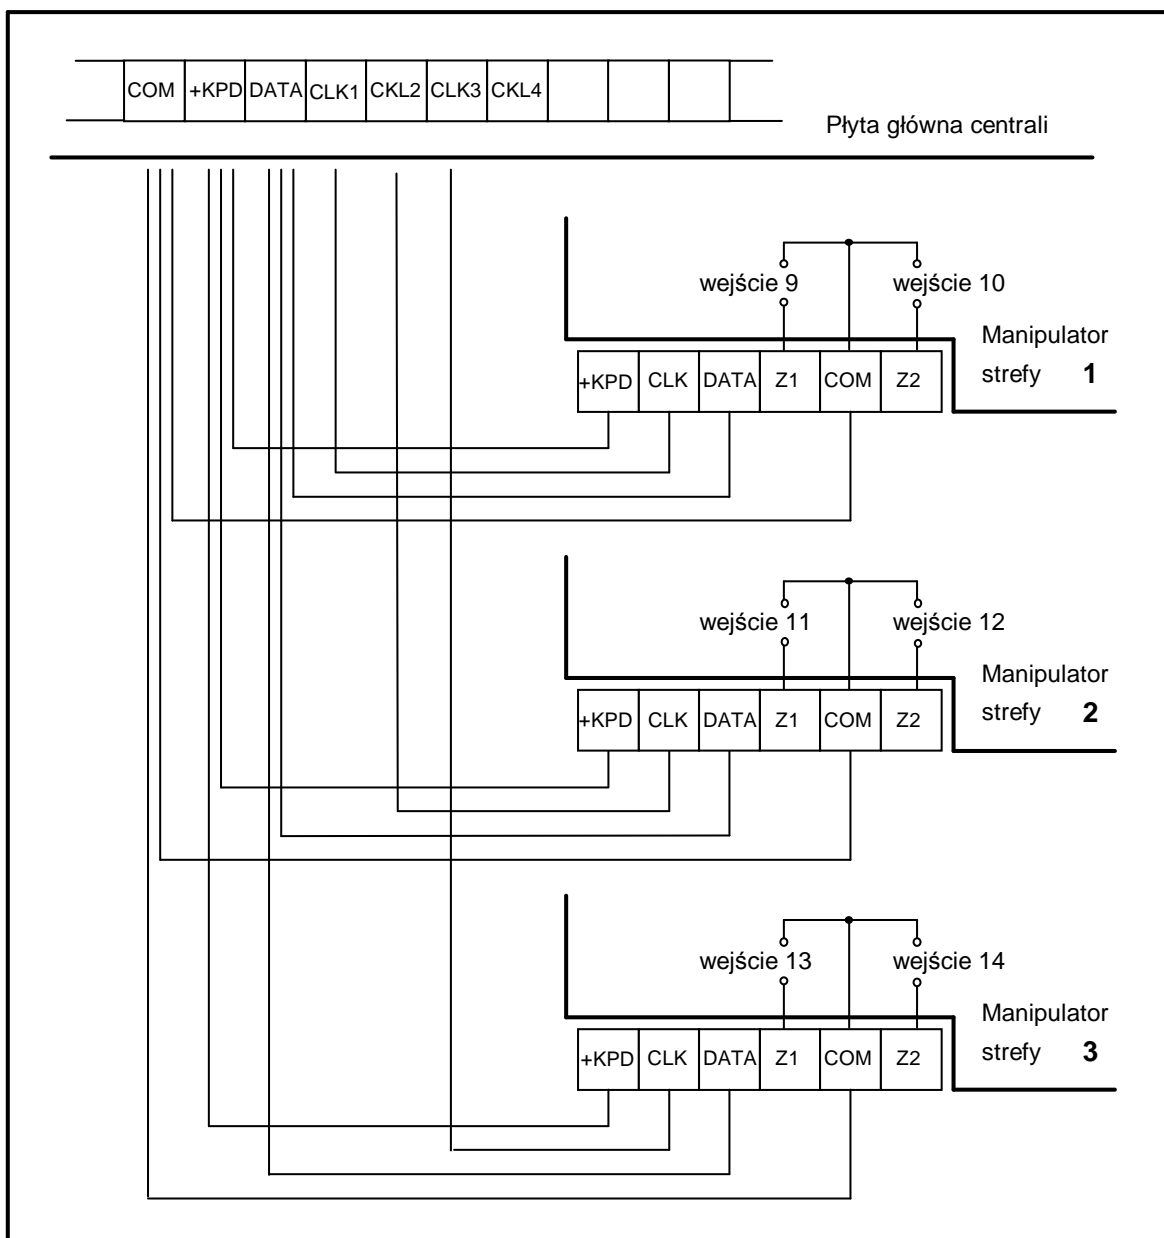 COM +KPD DATA CLK1 CKL2 CLK3 CKL4
Płyta główna centrali
wejście 9 wejście 10
Manipulator
strefy 1
+KPD CLK DATA Z1 COM Z2
wejście 11 wejście 12
Manipulator
strefy 2
+KPD CLK DATA Z1 COM Z2
wejście 13 wejście 14
Manipulator
strefy 3
+KPD CLK DATA Z1 COM Z2